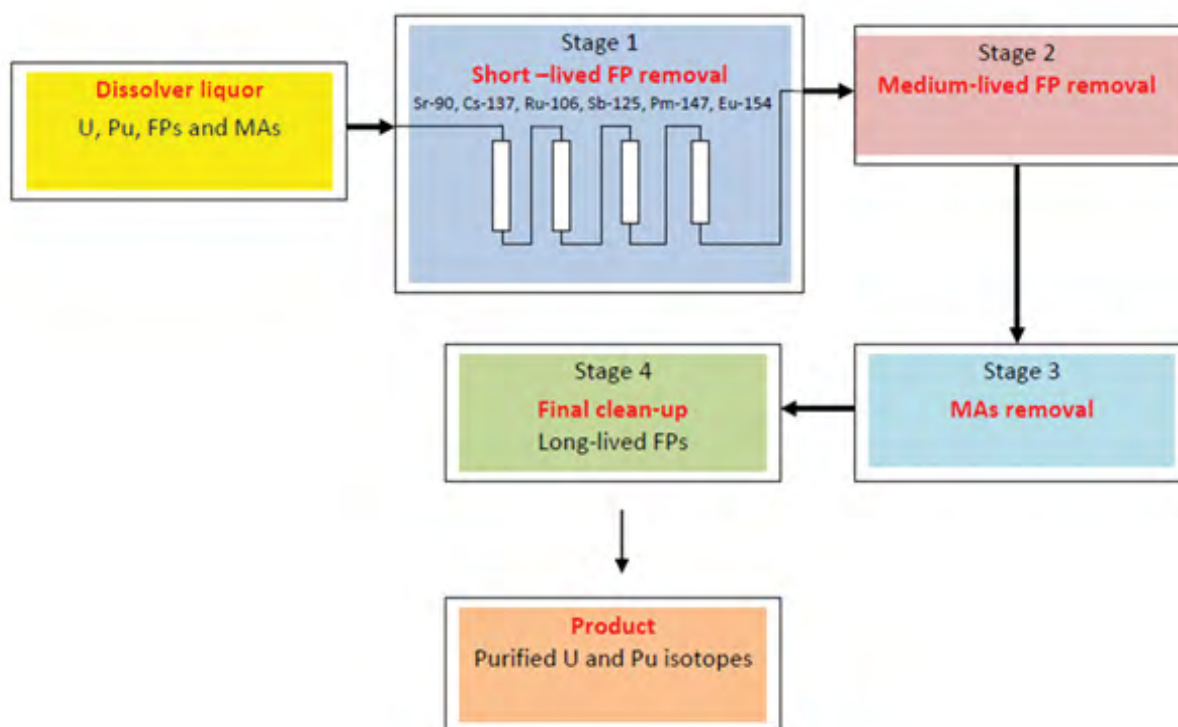 Dissolver liquor
U, Pu, FPs and MAs
Stage 1
Short –lived FP removal
Sr-90, Cs-137, Ru-106, Sb-125, Pm-147, Eu-154
Stage 2
Medium-lived FP removal
Stage 3
MAs removal
Stage 4
Final clean-up
Long-lived FPs
Product
Purified U and Pu isotopes